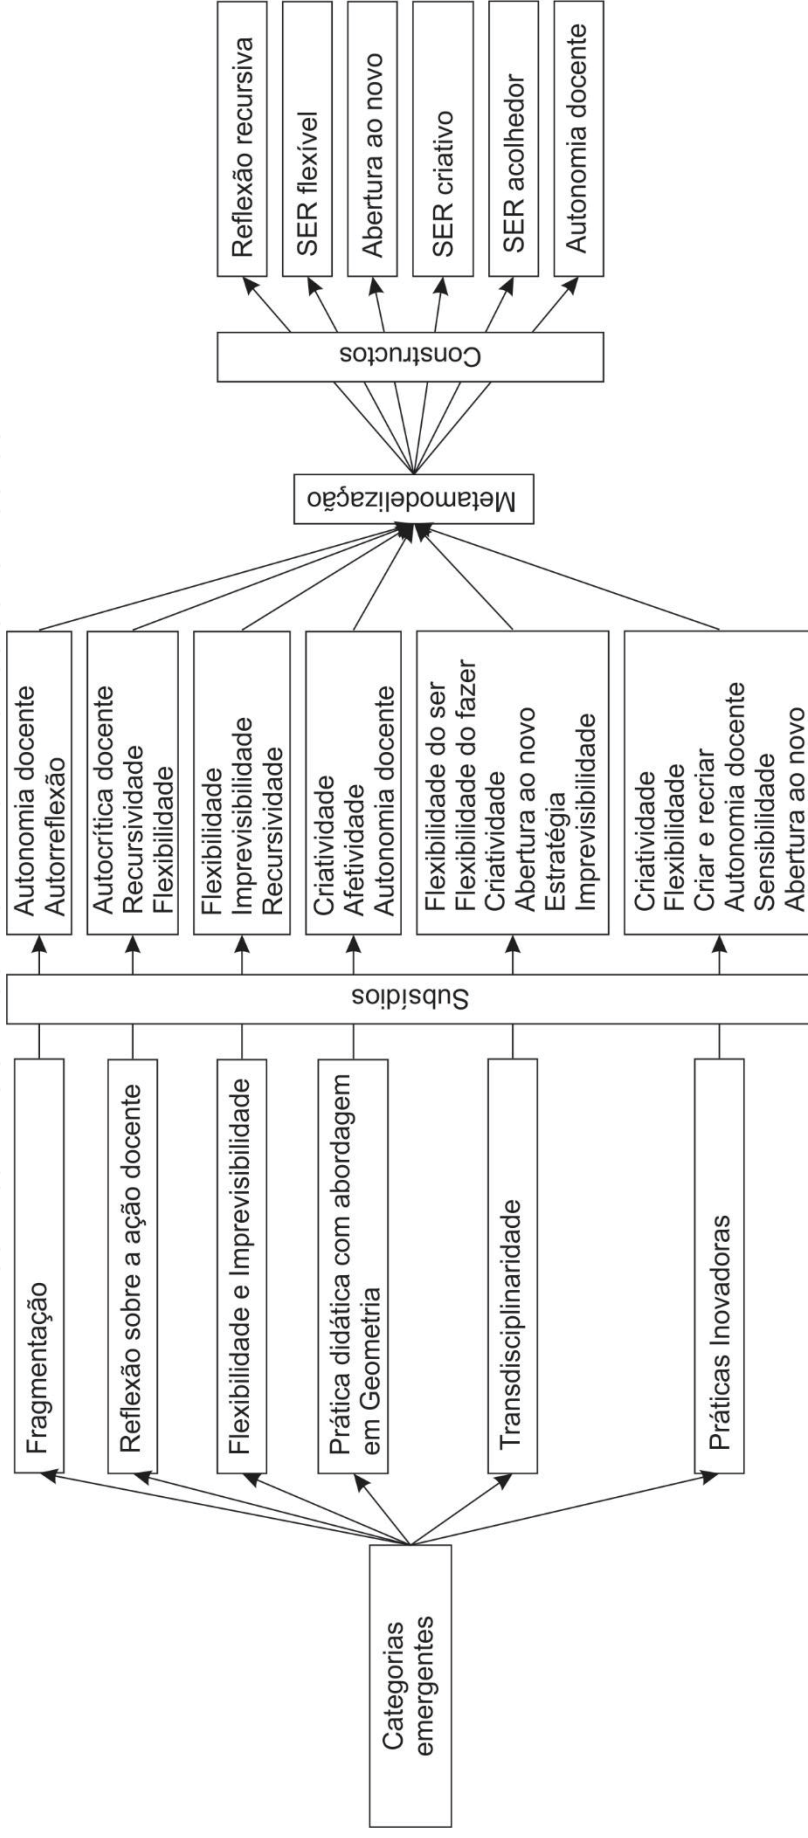 Categorias
emergentes
Fragmentação
Reflexão sobre a ação docente
Flexibilidade e Imprevisibilidade
Prática didática com abordagem
em Geometria
Transdisciplinaridade
Práticas Inovadoras
Subsídios
Autonomia docente
Autorreflexão
Autocrítica docente
Recursividade
Flexibilidade
Flexibilidade
Imprevisibilidade
Recursividade
Criatividade
Afetividade
Autonomia docente
Flexibilidade do ser
Flexibilidade do fazer
Criatividade
Abertura ao novo
Estratégia
Imprevisibilidade
Criatividade
Flexibilidade
Criar e recriar
Autonomia docente
Sensibilidade
Abertura ao novo
Metamodelização
Constructos
Reflexão recursiva
SER flexível
Abertura ao novo
SER criativo
SER acolhedor
Autonomia docente